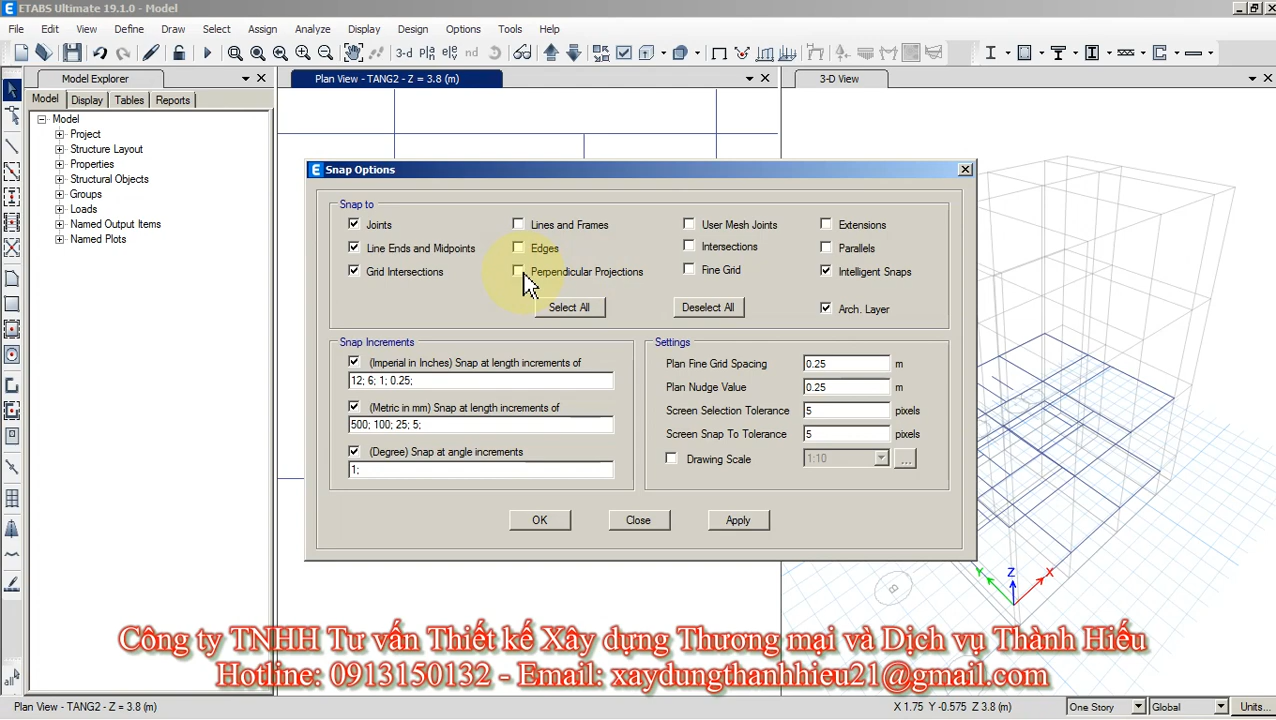 ETABS Ultimate 19.1.0 - Model
File Edit View Define Draw Select Assign Analyze Display Design Options Tools Help
3-d Pla ele nd
Model Explorer
Plan View - TANG2 - Z = 3.8 (m)
3-D View
Model Display Tables Reports
Model
Project
Structure Layout
Properties
Structural Objects
Groups
Loads
Named Output Items
Named Plots
Snap Options
Snap to
Joints
Lines and Frames
User Mesh Joints
Extensions
Line Ends and Midpoints
Edges
Intersections
Parallels
Grid Intersections
Perpendicular Projections
Fine Grid
Intelligent Snaps
Select All
Deselect All
Arch. Layer
Snap Increments
(Imperial in Inches) Snap at length increments of
12; 6; 1; 0.25;
(Metric in mm) Snap at length increments of
500; 100; 25; 5;
(Degree) Snap at angle increments
1;
Settings
Plan Fine Grid Spacing 0.25 m
Plan Nudge Value 0.25 m
Screen Selection Tolerance 5 pixels
Screen Snap To Tolerance 5 pixels
Drawing Scale 1:10 ...
OK Close Apply
Z
Y
X
B
Công ty TNHH Tư vấn Thiết kế Xây dựng Thương mại và Dịch vụ Thành Hiếu
Hotline: 0913150132 - Email: xaydungthanhhieu21@gmail.com
all
Plan View - TANG2 - Z = 3.8 (m)
X 1.75 Y -0.575 Z 3.8 (m)
One Story
Global
Units...